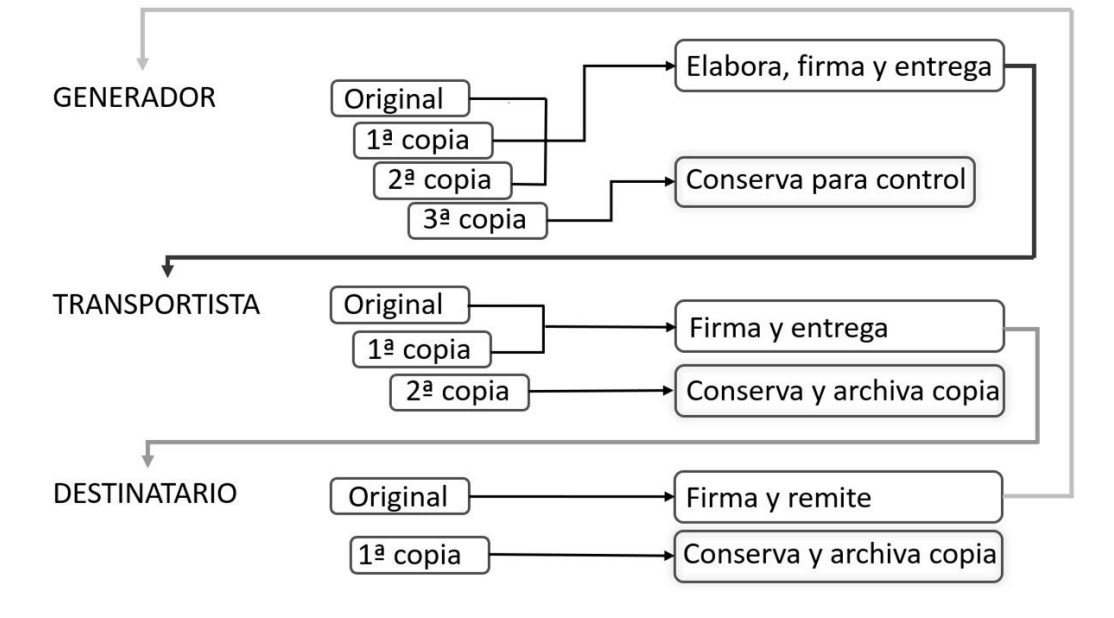 GENERADOR
Original
1ª copia
2ª copia
3ª copia
Elabora, firma y entrega
Conserva para control
TRANSPORTISTA
Original
1ª copia
2ª copia
Firma y entrega
Conserva y archiva copia
DESTINATARIO
Original
1ª copia
Firma y remite
Conserva y archiva copia